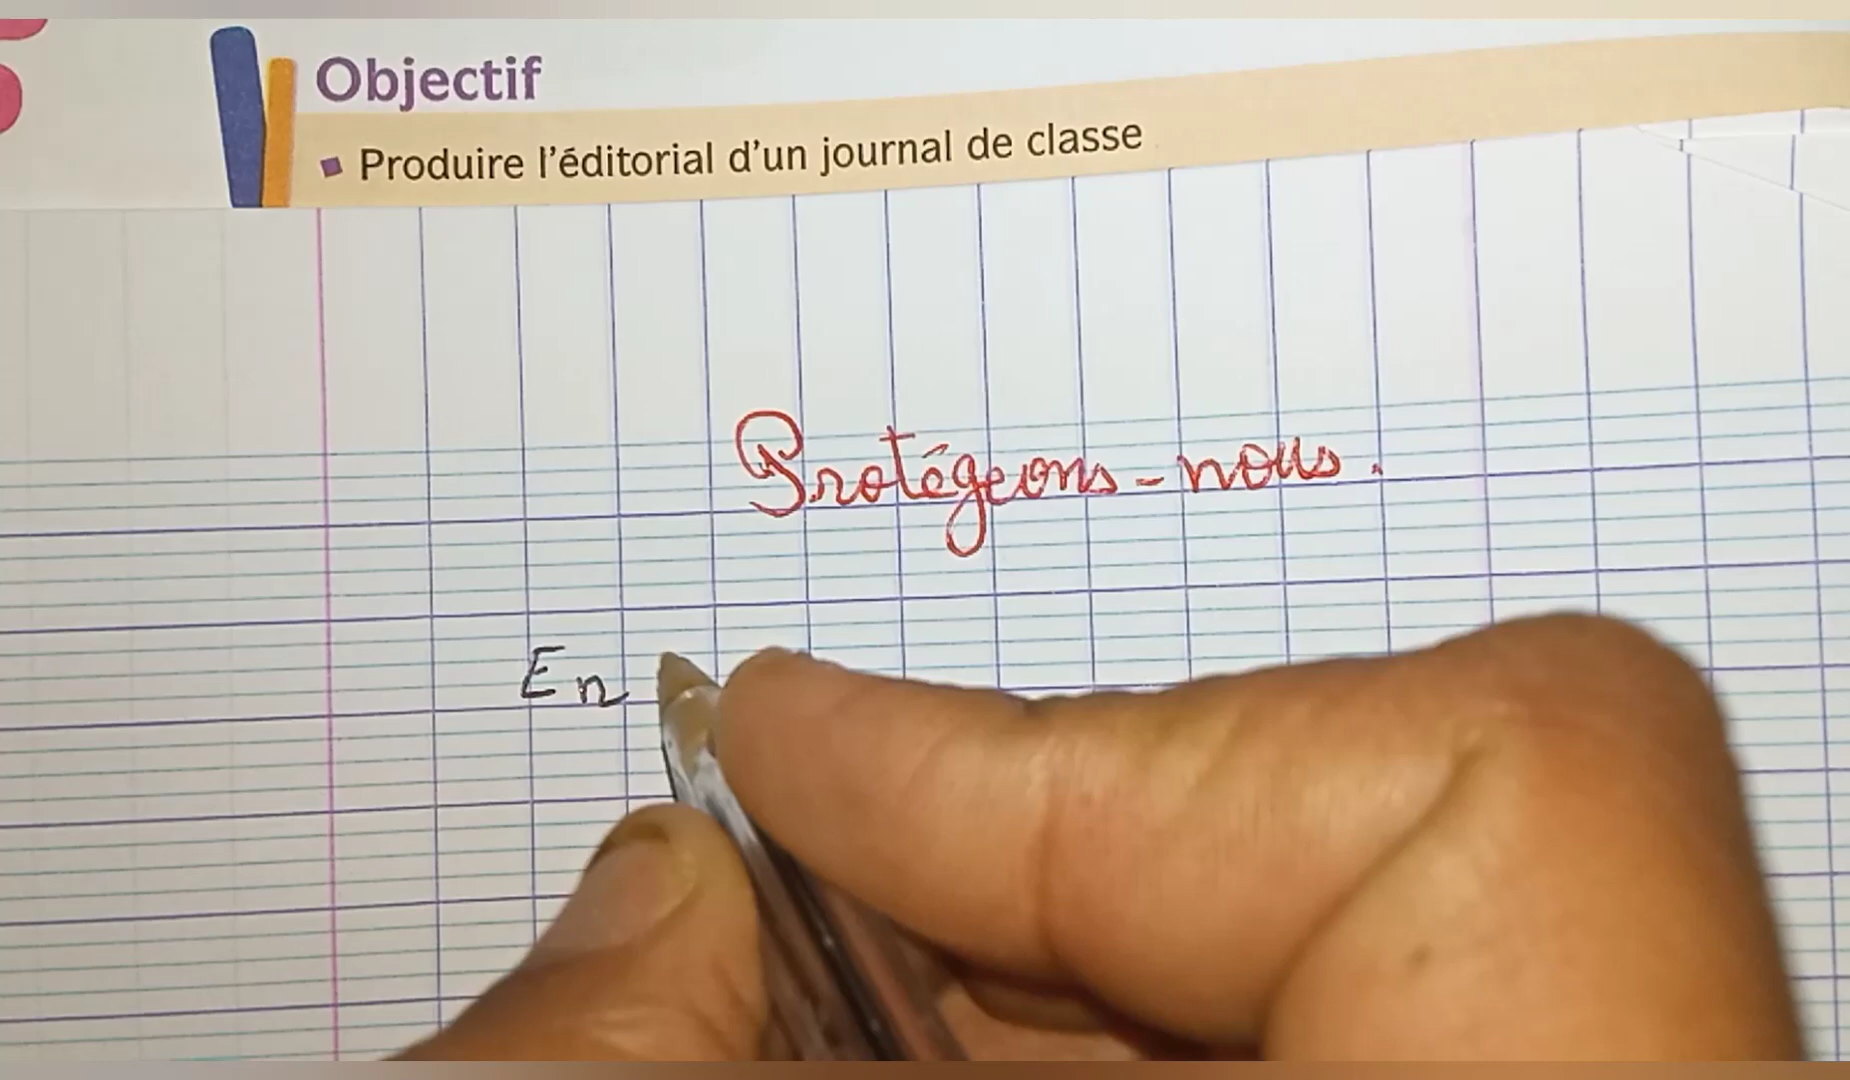 Objectif
▪ Produire l'éditorial d'un journal de classe
Protégeons-nous.
En